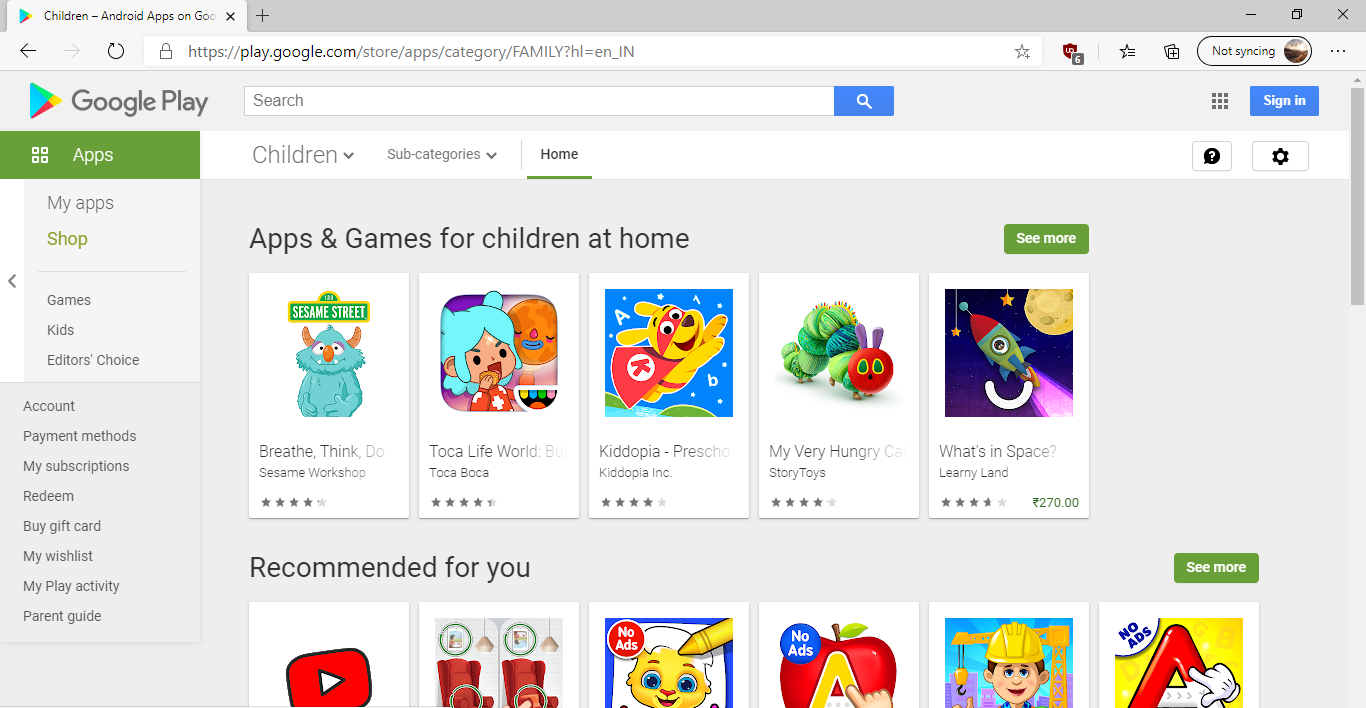 Children – Android Apps on Goo
https://play.google.com/store/apps/category/FAMILY?hl=en_IN
6
Not syncing
Google Play
Search
Sign in
Apps
Children
Sub-categories
Home
My apps
Shop
Games
Kids
Editors' Choice
Account
Payment methods
My subscriptions
Redeem
Buy gift card
My wishlist
My Play activity
Parent guide
Apps & Games for children at home
See more
123
SESAME STREET
Breathe, Think, Do
Sesame Workshop
Toca Life World: Bu
Toca Boca
A
1
K
b
Kiddopia - Prescho
Kiddopia Inc.
My Very Hungry Cat
StoryToys
What's in Space?
Learny Land
₹270.00
Recommended for you
See more
No
Ads
No
Ads
A
NO
ADS
A